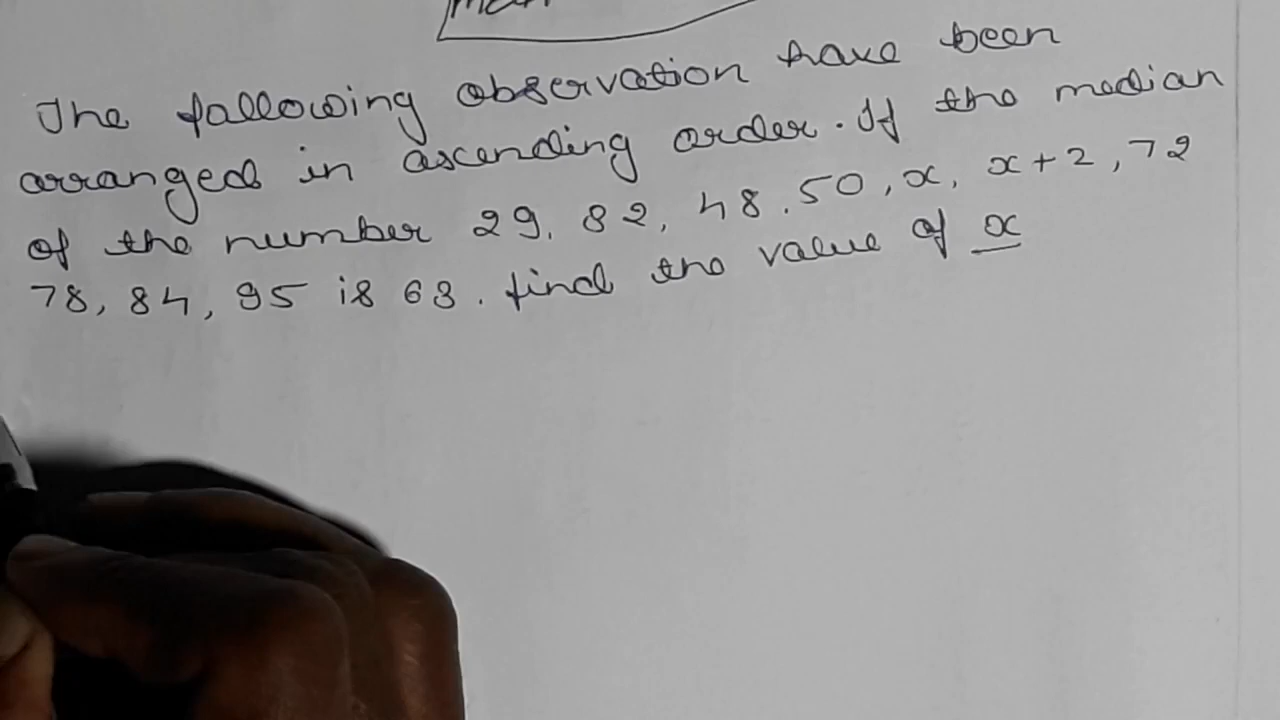 The following observation have been
arranged in ascending order. If the median
of the number 29, 82, 48, 50, x, x+2, 72
78, 84, 95 is 63. find the value of x